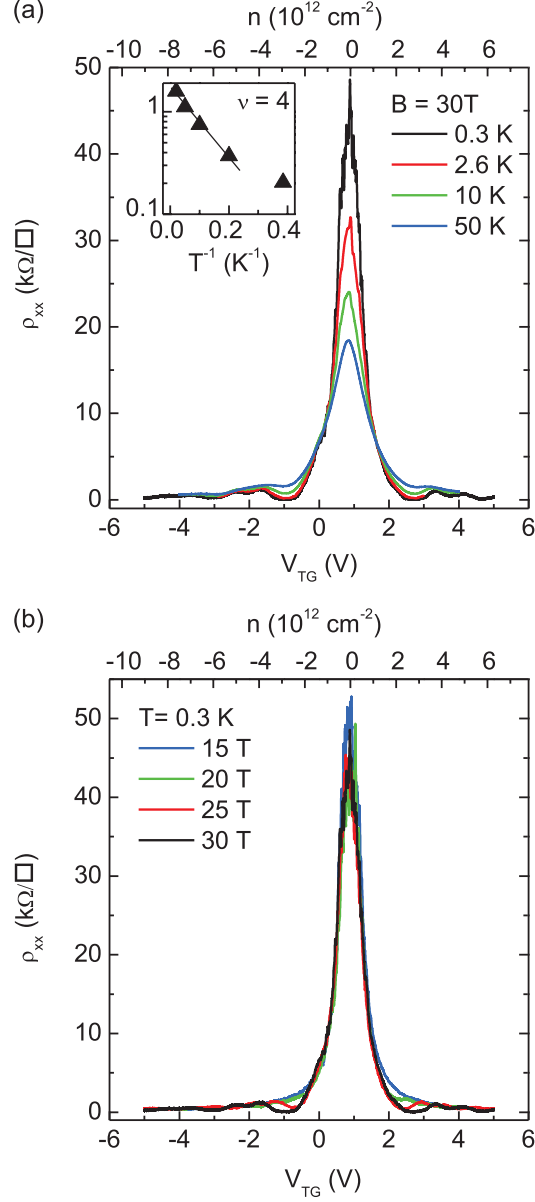 (a)
n (10¹² cm⁻²)
-10 -8 -6 -4 -2 0 2 4 6 8
50
40
30
20
10
0
ρxx (kΩ/□)
1
0.1
ν = 4
0.0 0.2 0.4
T⁻¹ (K⁻¹)
B = 30T
0.3 K
2.6 K
10 K
50 K
-6 -4 -2 0 2 4 6
V_TG (V)
(b)
n (10¹² cm⁻²)
-10 -8 -6 -4 -2 0 2 4 6 8
50
40
30
20
10
0
ρxx (kΩ/□)
T= 0.3 K
15 T
20 T
25 T
30 T
-6 -4 -2 0 2 4 6
V_TG (V)